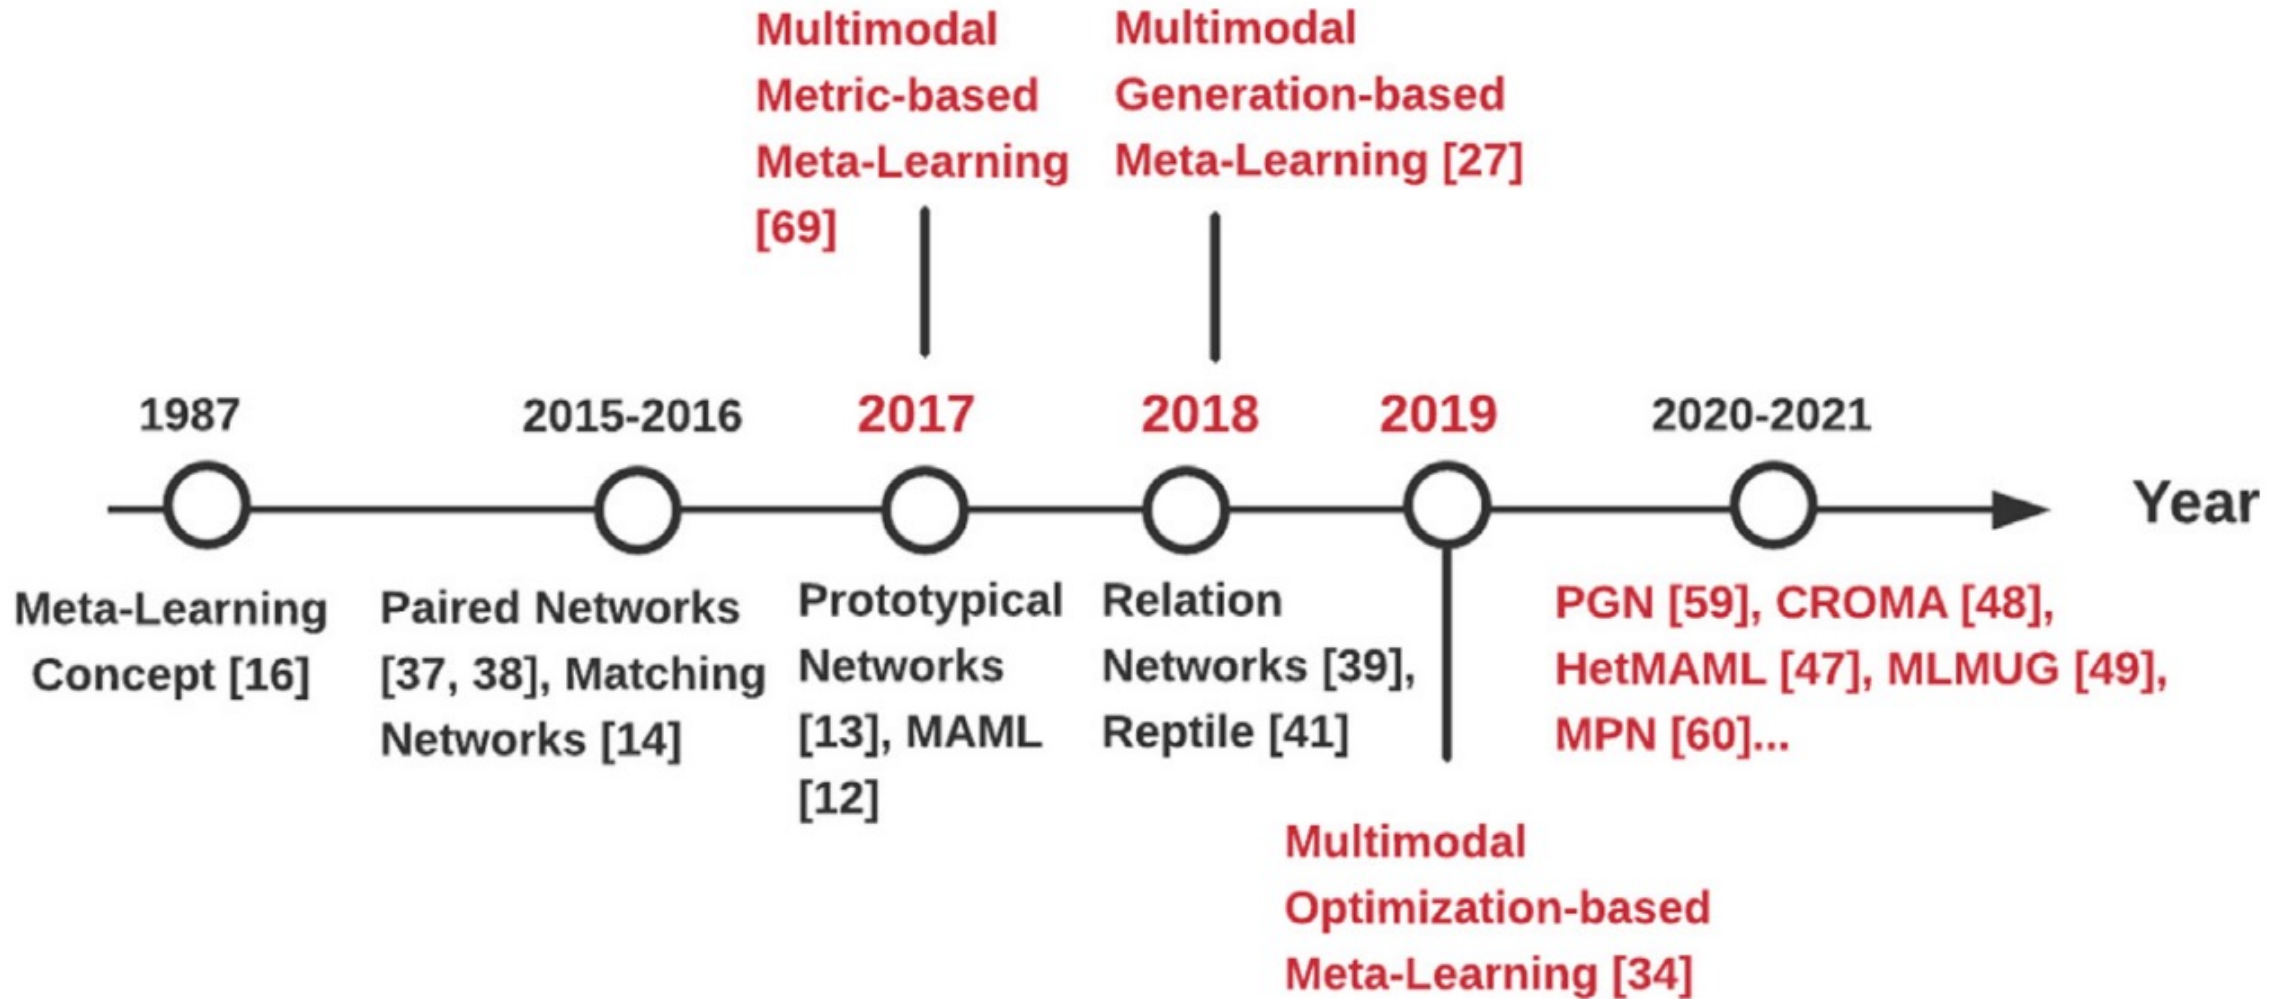 Multimodal
Metric-based
Meta-Learning
[69]
Multimodal
Generation-based
Meta-Learning [27]
1987
2015-2016
2017
2018
2019
2020-2021
Year
Meta-Learning
Concept [16]
Paired Networks
[37, 38], Matching
Networks [14]
Prototypical
Networks
[13], MAML
[12]
Relation
Networks [39],
Reptile [41]
PGN [59], CROMA [48],
HetMAML [47], MLMUG [49],
MPN [60]...
Multimodal
Optimization-based
Meta-Learning [34]